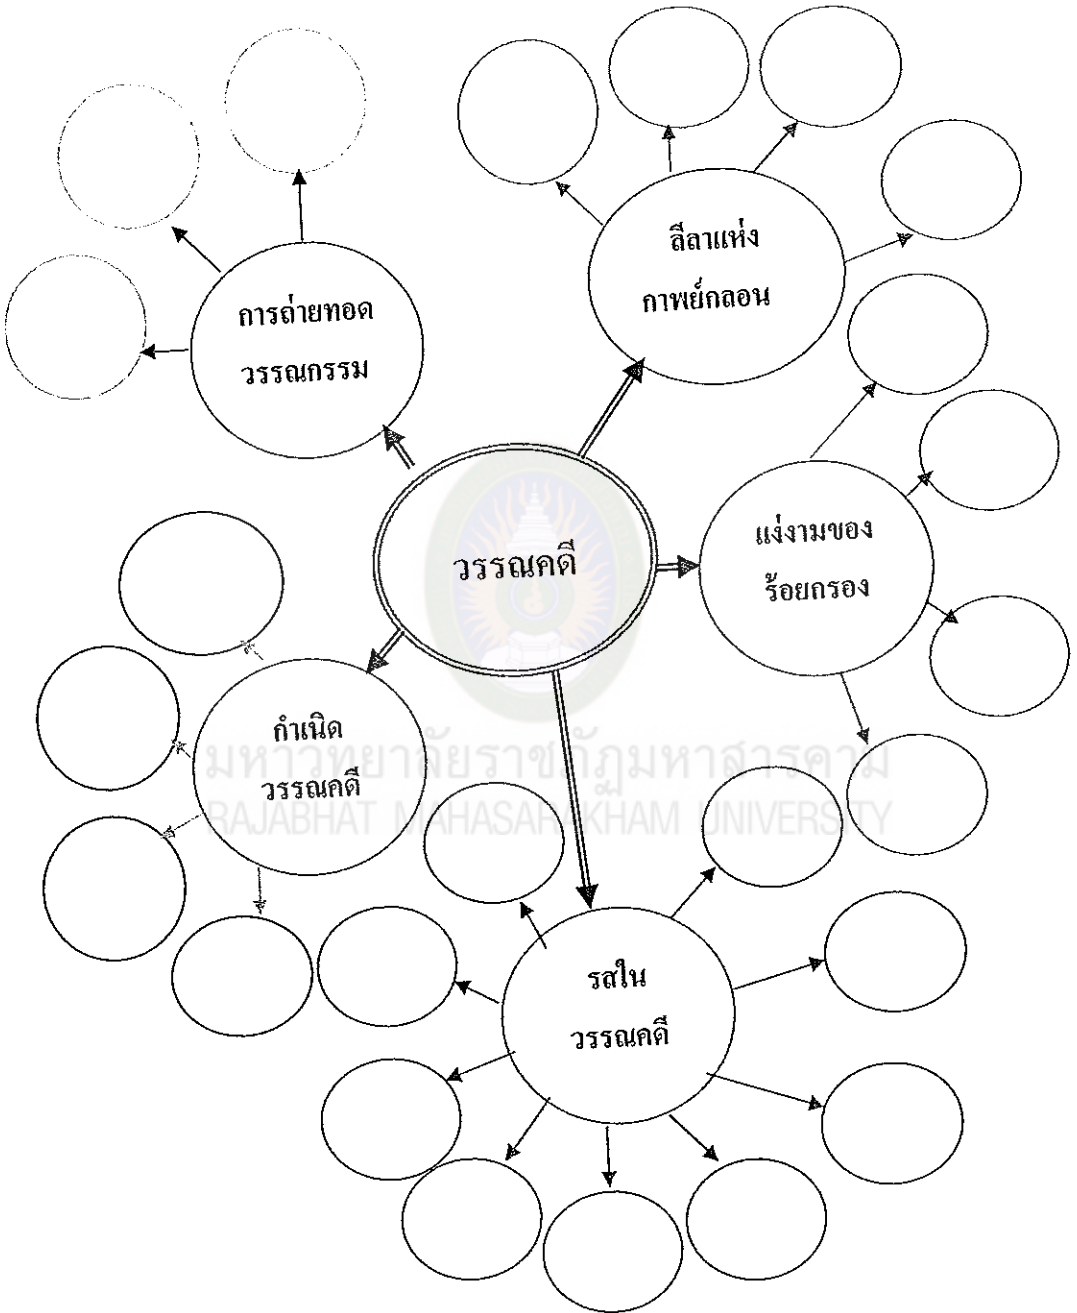 ลีลาแห่ง
กาพย์กลอน
การถ่ายทอด
วรรณกรรม
แง่งามของ
ร้อยกรอง
วรรณคดี
กำเนิด
วรรณคดี
มหาวิทยาลัยราชภัฏมหาสารคาม
RAJABHAT MAHASARAKHAM UNIVERSITY
รสใน
วรรณคดี